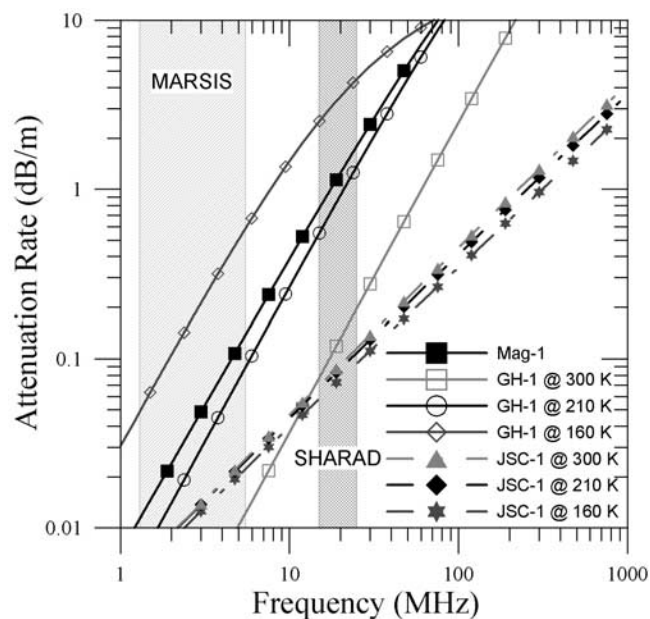 10
1
0.1
0.01
Attenuation Rate (dB/m)
MARSIS
SHARAD
Mag-1
GH-1 @ 300 K
GH-1 @ 210 K
GH-1 @ 160 K
JSC-1 @ 300 K
JSC-1 @ 210 K
JSC-1 @ 160 K
1 10 100 1000
Frequency (MHz)